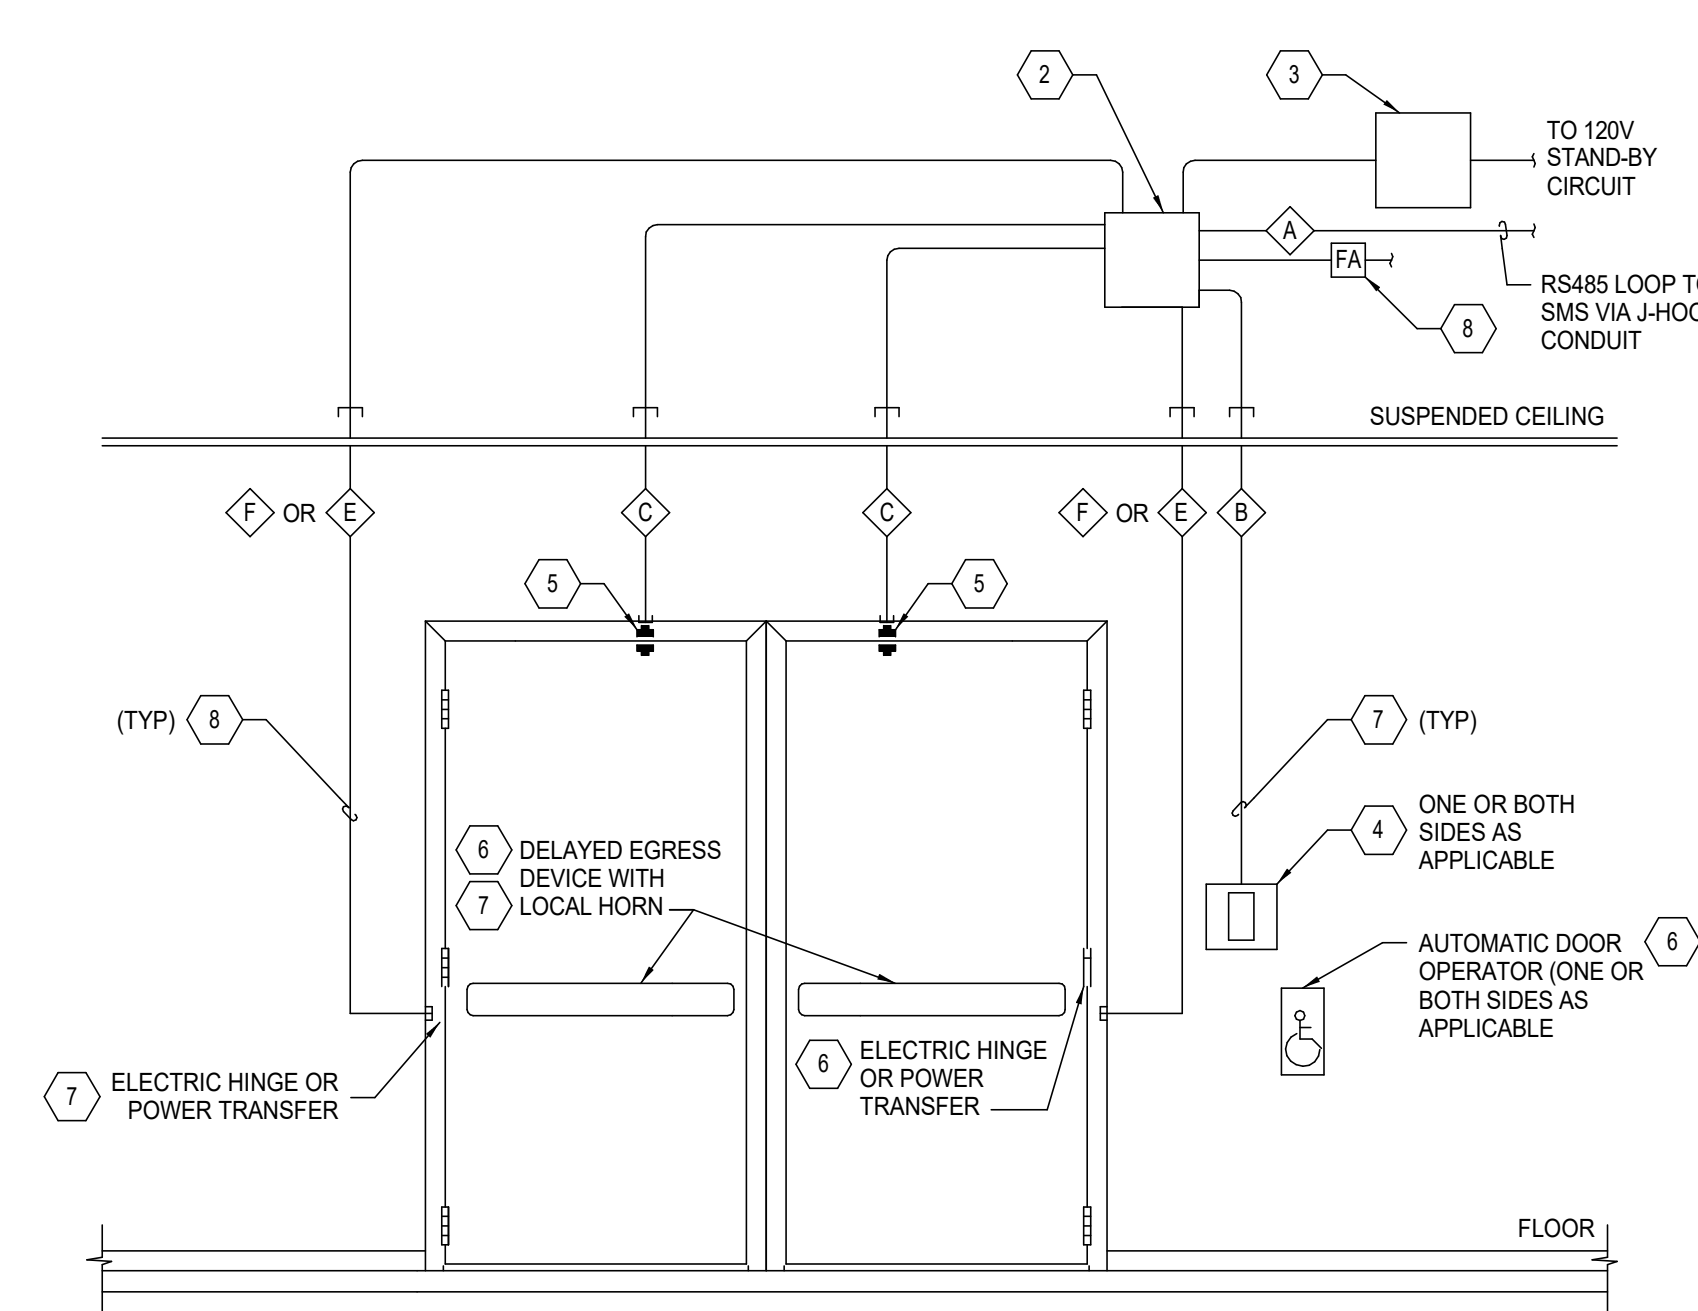 2
3
TO 120V
STAND-BY
CIRCUIT
A
FA
RS485 LOOP
SMS VIA
CONDUIT
8
SUSPENDED CEILING
F OR E
C
C
F OR E
B
5
5
(TYP) 8
7 (TYP)
4
ONE OR BOTH
SIDES AS
APPLICABLE
6 DELAYED EGRESS
DEVICE WITH
7 LOCAL HORN
AUTOMATIC DOOR 6
OPERATOR (ONE OR
BOTH SIDES AS
APPLICABLE
7 ELECTRIC HINGE OR
POWER TRANSFER
6 ELECTRIC HINGE
OR POWER
TRANSFER
FLOOR